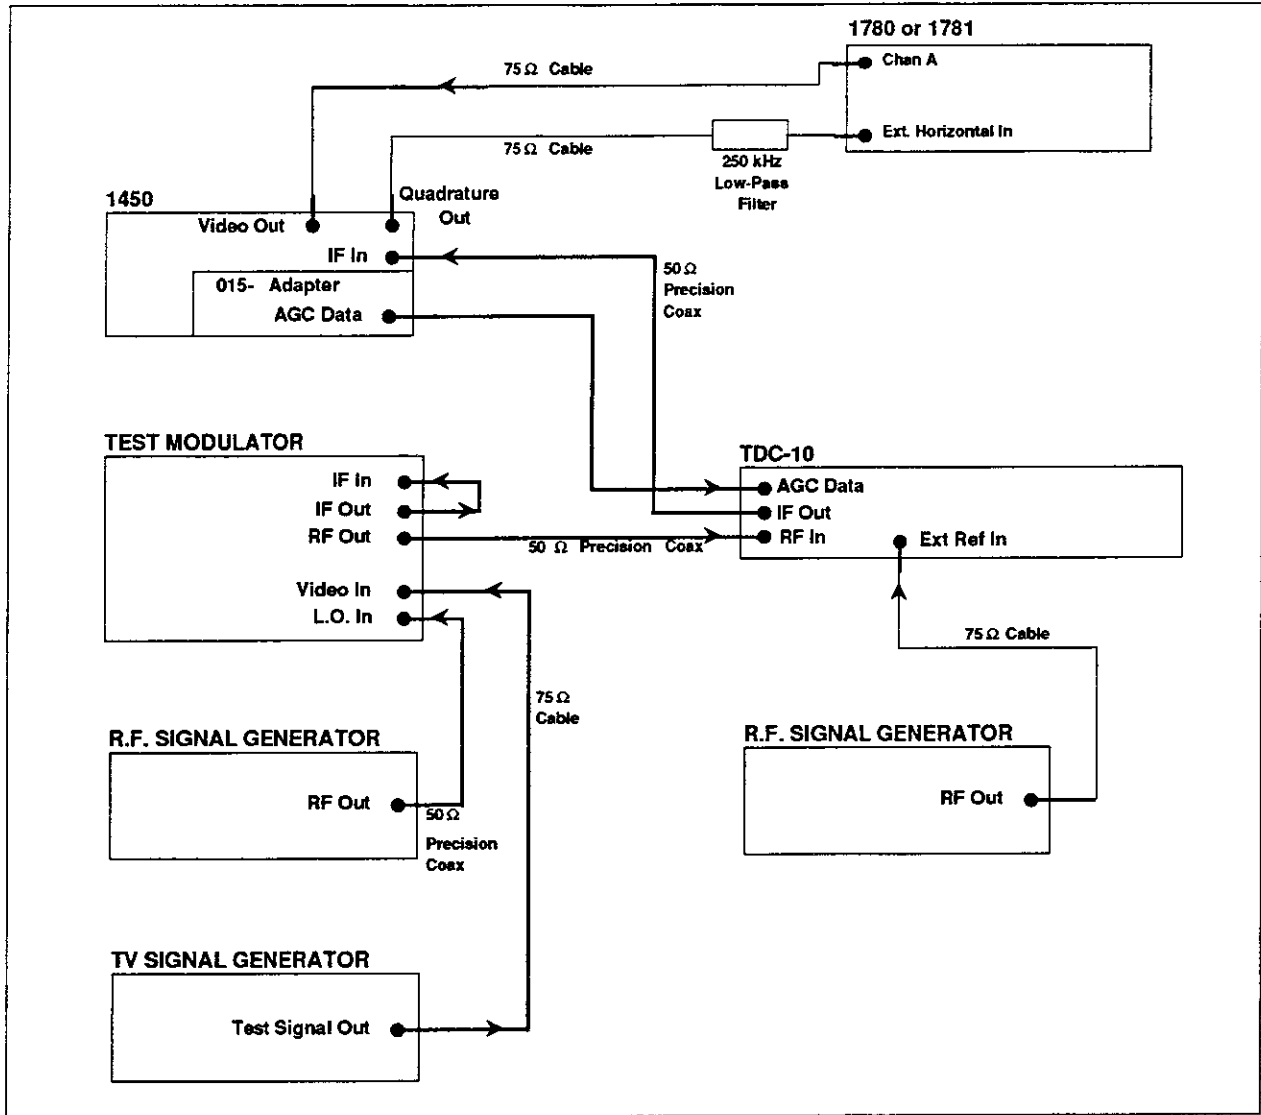 1780 or 1781
Chan A
75 Ω Cable
Ext. Horizontal In
75 Ω Cable
250 kHz
Low-Pass
Filter
1450
Quadrature
Out
Video Out
IF In
015- Adapter
AGC Data
50 Ω
Precision
Coax
TEST MODULATOR
IF In
IF Out
RF Out
Video In
L.O. In
50 Ω Precision Coax
TDC-10
AGC Data
IF Out
RF In
Ext Ref In
75 Ω Cable
75 Ω
Cable
R.F. SIGNAL GENERATOR
RF Out
50 Ω
Precision
Coax
R.F. SIGNAL GENERATOR
RF Out
TV SIGNAL GENERATOR
Test Signal Out